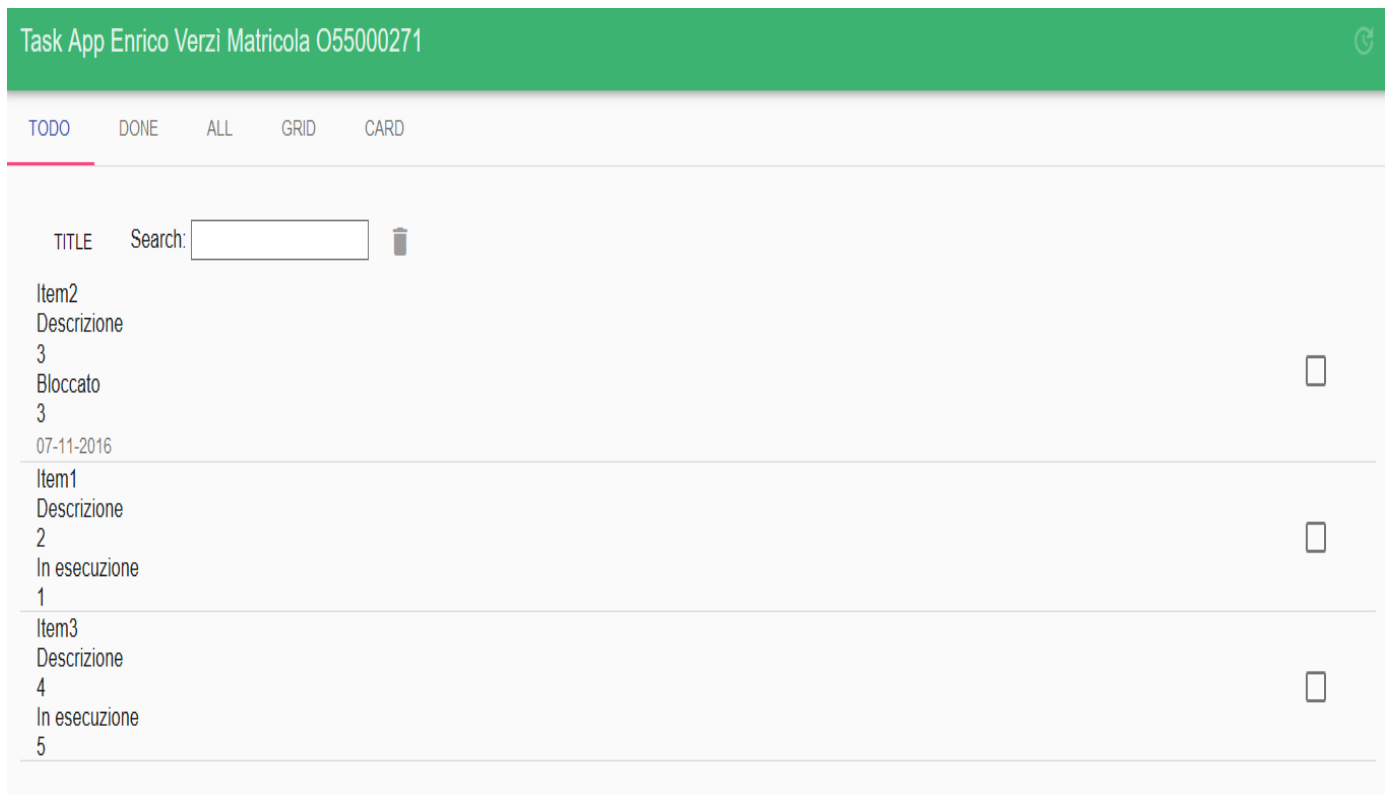 Task App Enrico Verzì Matricola O55000271
TODO DONE ALL GRID CARD
TITLE Search:
Item2
Descrizione
3
Bloccato
3
07-11-2016
Item1
Descrizione
2
In esecuzione
1
Item3
Descrizione
4
In esecuzione
5